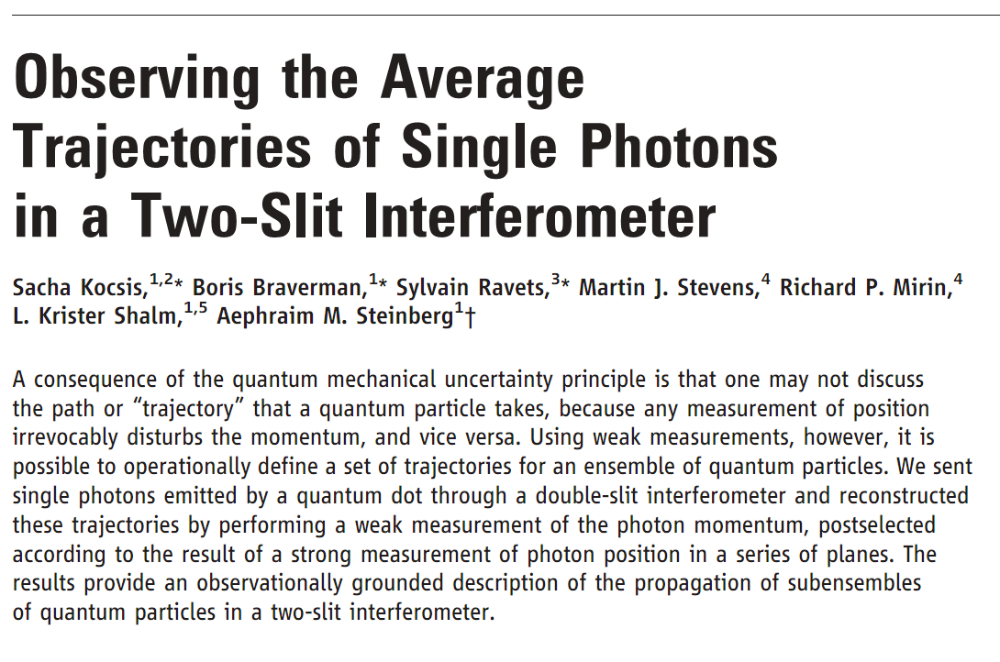 Observing the Average
Trajectories of Single Photons
in a Two-Slit Interferometer
Sacha Kocsis,1,2* Boris Braverman,1* Sylvain Ravets,3* Martin J. Stevens,4 Richard P. Mirin,4
L. Krister Shalm,1,5 Aephraim M. Steinberg1†
A consequence of the quantum mechanical uncertainty principle is that one may not discuss
the path or “trajectory” that a quantum particle takes, because any measurement of position
irrevocably disturbs the momentum, and vice versa. Using weak measurements, however, it is
possible to operationally define a set of trajectories for an ensemble of quantum particles. We sent
single photons emitted by a quantum dot through a double-slit interferometer and reconstructed
these trajectories by performing a weak measurement of the photon momentum, postselected
according to the result of a strong measurement of photon position in a series of planes. The
results provide an observationally grounded description of the propagation of subensembles
of quantum particles in a two-slit interferometer.